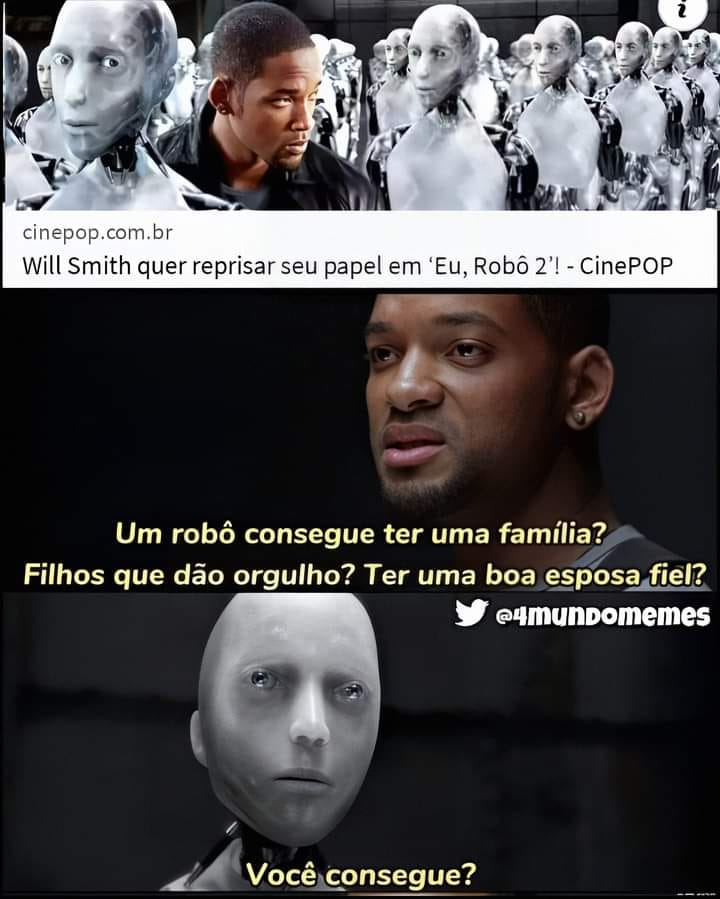 i
cinepop.com.br
Will Smith quer reprisar seu papel em ‘Eu, Robô 2’! - CinePOP
Um robô consegue ter uma família?
Filhos que dão orgulho? Ter uma boa esposa fiel?
@4mundomemes
Você consegue?